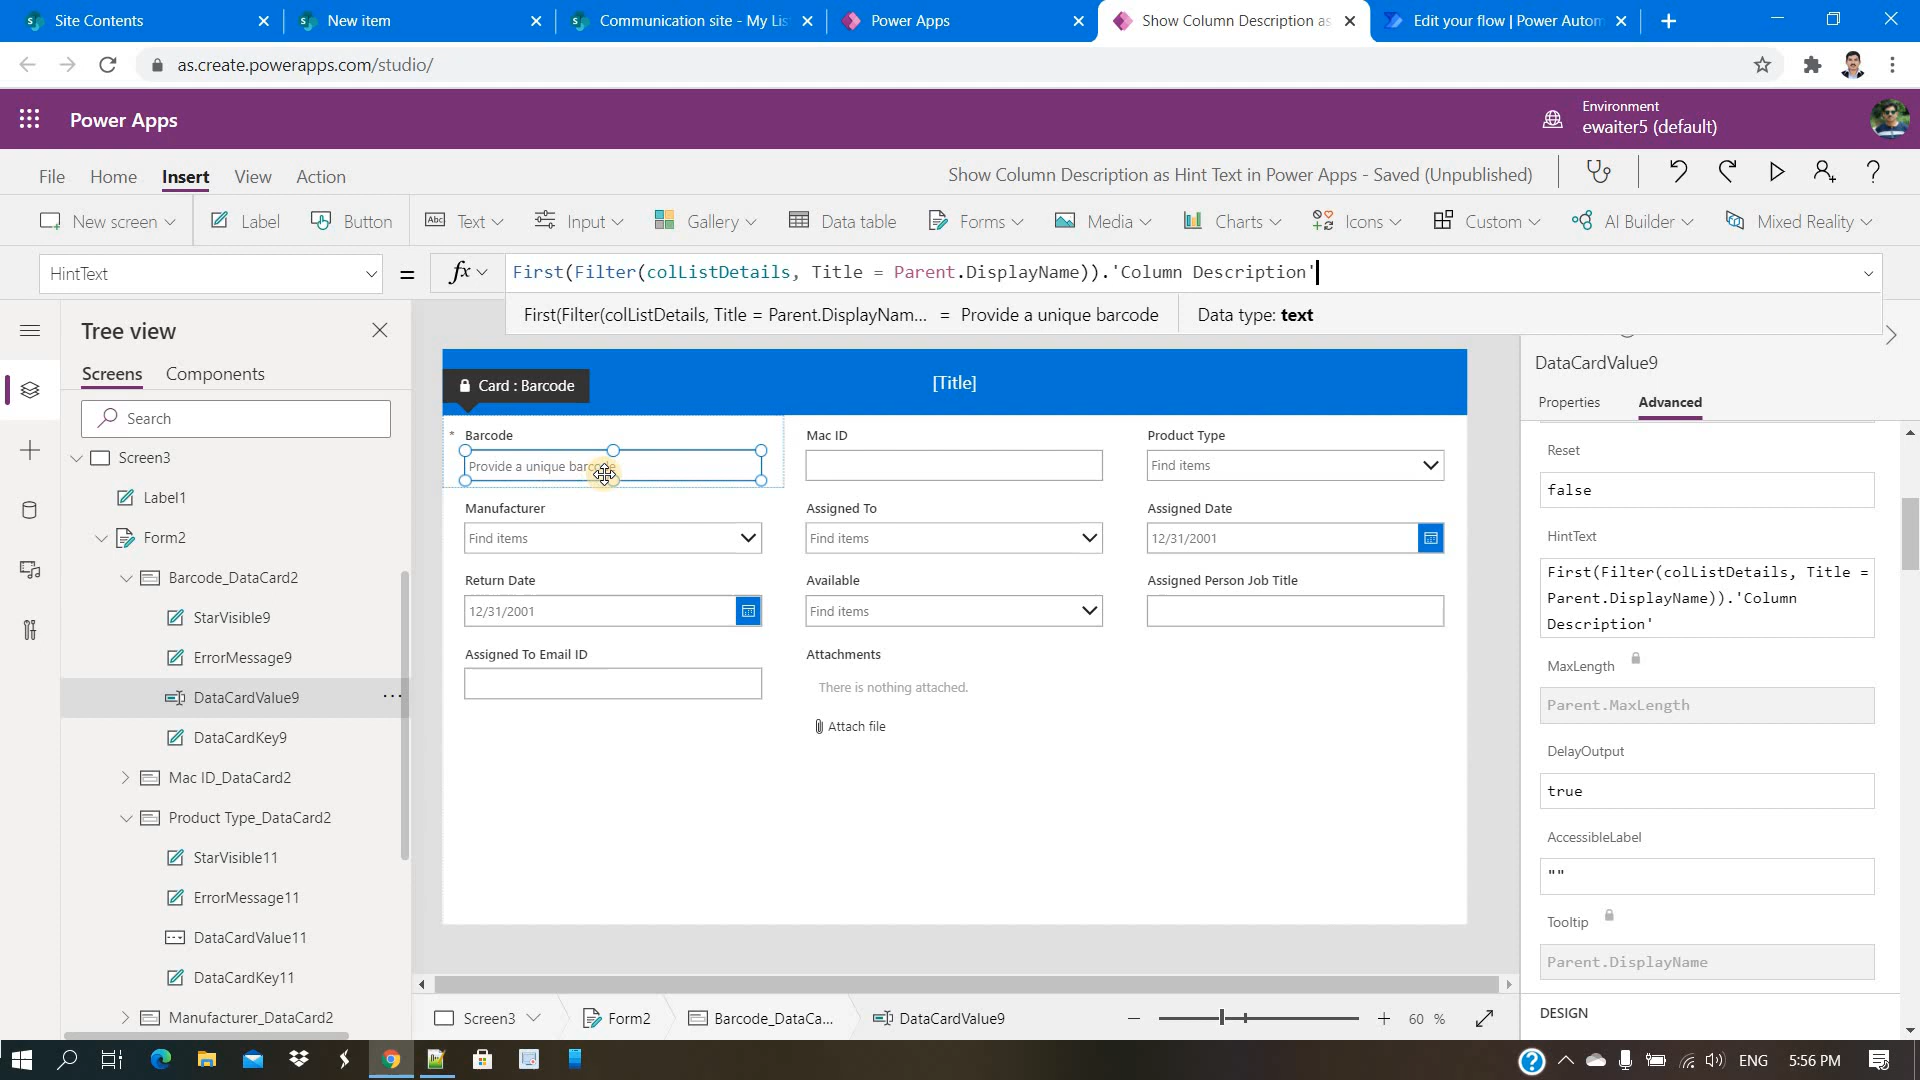 Site Contents
New item
Communication site - My Lis
Power Apps
Show Column Description as
Edit your flow | Power Autom
as.create.powerapps.com/studio/
Power Apps
Environment
ewaiter5 (default)
File
Home
Insert
View
Action
Show Column Description as Hint Text in Power Apps - Saved (Unpublished)
New screen
Label
Button
Text
Input
Gallery
Data table
Forms
Media
Charts
Icons
Custom
AI Builder
Mixed Reality
HintText
=
fx
First(Filter(colListDetails, Title = Parent.DisplayName)).'Column Description'
First(Filter(colListDetails, Title = Parent.DisplayNam... = Provide a unique barcode
Data type: text
Tree view
Screens
Components
Search
Screen3
Label1
Form2
Barcode_DataCard2
StarVisible9
ErrorMessage9
DataCardValue9
DataCardKey9
Mac ID_DataCard2
Product Type_DataCard2
StarVisible11
ErrorMessage11
DataCardValue11
DataCardKey11
Manufacturer_DataCard2
Card : Barcode
[Title]
* Barcode
Mac ID
Product Type
Provide a unique barcode
Find items
Manufacturer
Assigned To
Assigned Date
Find items
Find items
12/31/2001
Return Date
Available
Assigned Person Job Title
12/31/2001
Find items
Assigned To Email ID
Attachments
There is nothing attached.
Attach file
Screen3
Form2
Barcode_DataCa...
DataCardValue9
60 %
DataCardValue9
Properties
Advanced
Reset
false
HintText
First(Filter(colListDetails, Title =
Parent.DisplayName)).'Column
Description'
MaxLength
Parent.MaxLength
DelayOutput
true
AccessibleLabel
""
Tooltip
Parent.DisplayName
DESIGN
ENG
5:56 PM